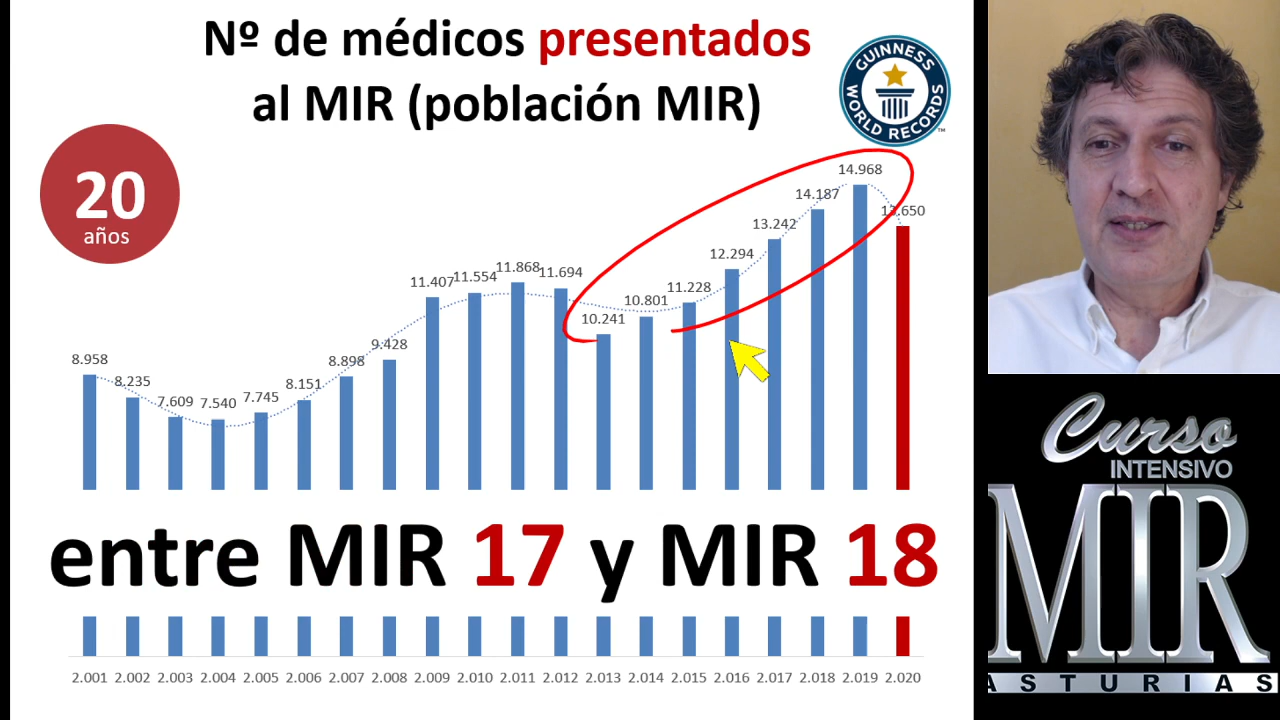 Nº de médicos presentados
al MIR (población MIR)
GUINNESS
WORLD RECORDS
™
20
años
8.958
8.235
7.609
7.540
7.745
8.151
8.898
9.428
11.407
11.554
11.868
11.694
10.241
10.801
11.228
12.294
13.242
14.187
14.968
13.650
entre MIR 17 y MIR 18
2.001 2.002 2.003 2.004 2.005 2.006 2.007 2.008 2.009 2.010 2.011 2.012 2.013 2.014 2.015 2.016 2.017 2.018 2.019 2.020
Curso
INTENSIVO
MIR
ASTURIAS